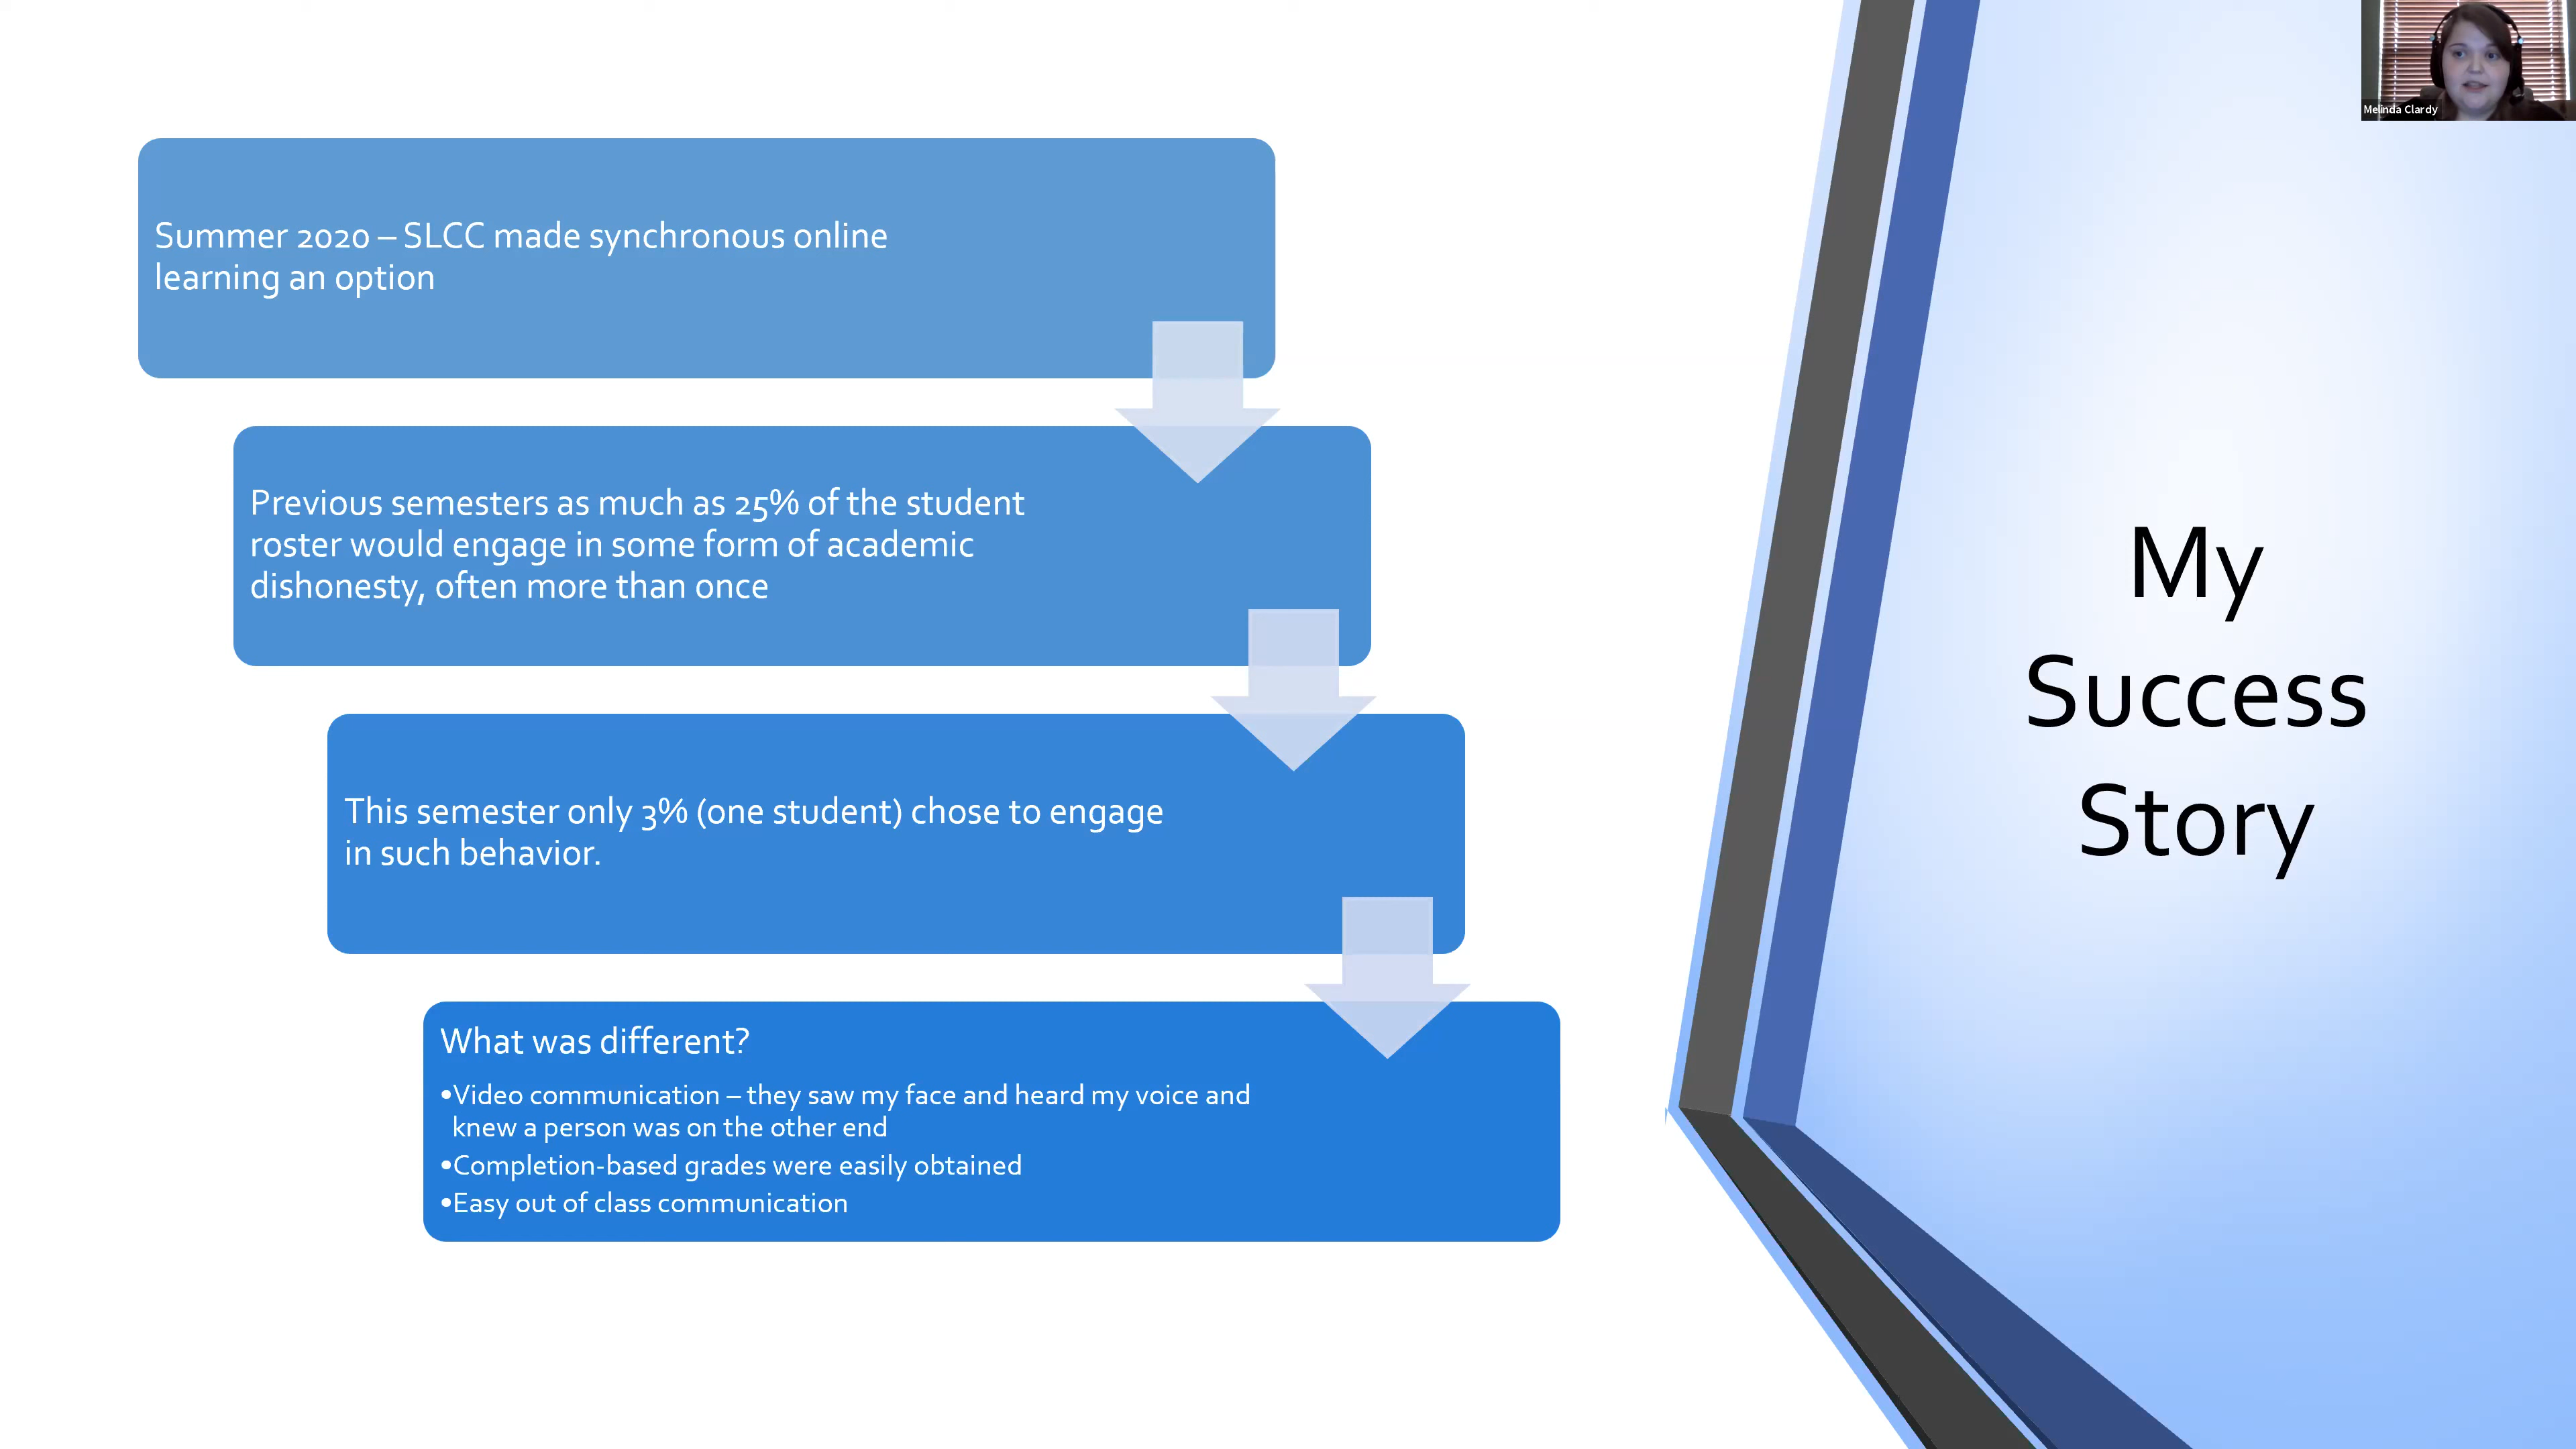 Melinda Clardy
Summer 2020 – SLCC made synchronous online
learning an option
Previous semesters as much as 25% of the student
roster would engage in some form of academic
dishonesty, often more than once
This semester only 3% (one student) chose to engage
in such behavior.
What was different?
•Video communication – they saw my face and heard my voice and
knew a person was on the other end
•Completion-based grades were easily obtained
•Easy out of class communication
My
Success
Story